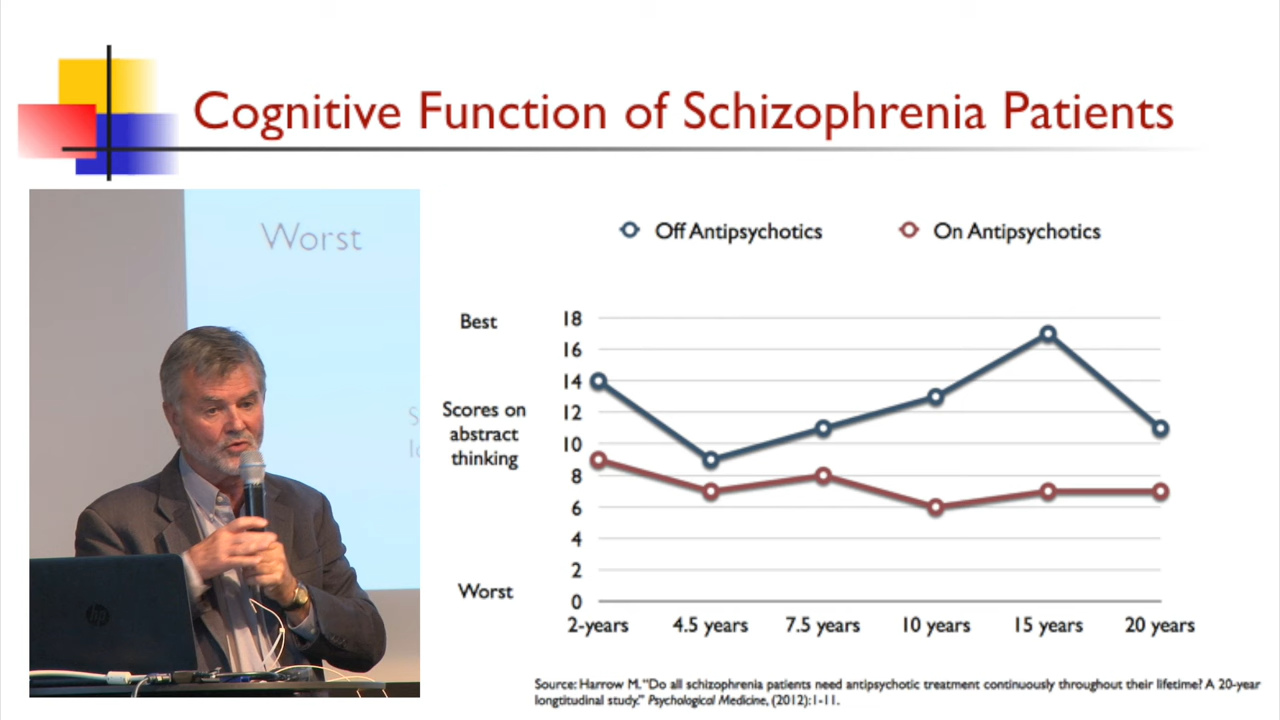 Cognitive Function of Schizophrenia Patients
Worst
Off Antipsychotics
On Antipsychotics
Best
Scores on
abstract
thinking
Worst
18
16
14
12
10
8
6
4
2
0
2-years
4.5 years
7.5 years
10 years
15 years
20 years
hp
Source: Harrow M. “Do all schizophrenia patients need antipsychotic treatment continuously throughout their lifetime? A 20-year
longtitudinal study.” Psychological Medicine, (2012):1-11.